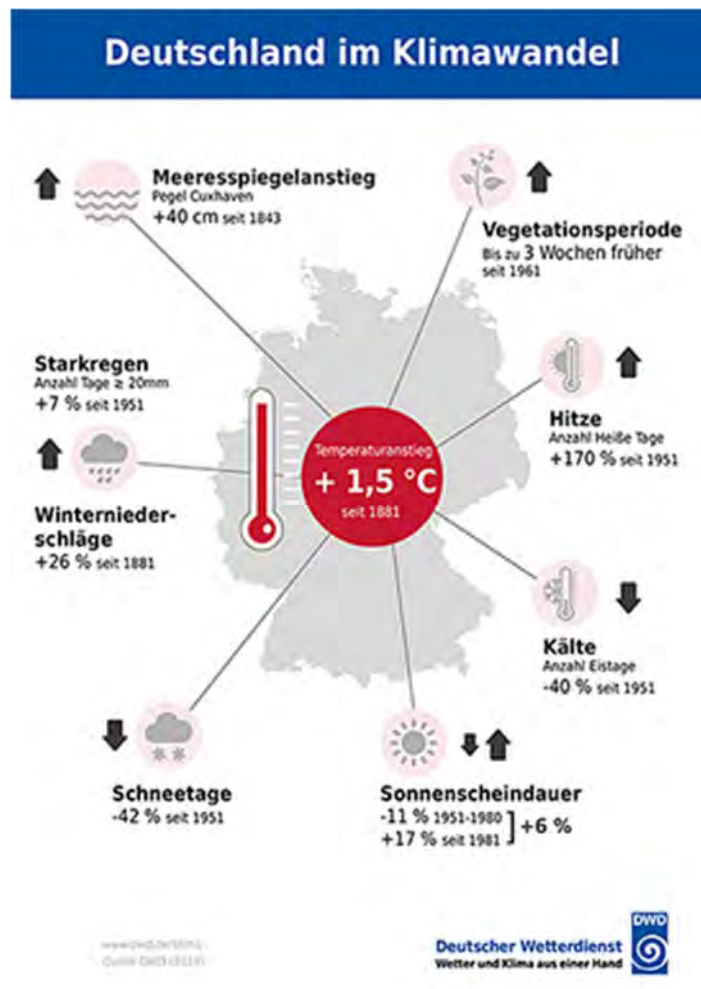 Deutschland im Klimawandel
Meeresspiegelanstieg
Pegel Cuxhaven
+40 cm seit 1843
Vegetationsperiode
Bis zu 3 Wochen früher
seit 1961
Starkregen
Anzahl Tage ≥ 20mm
+7 % seit 1951
Winternieder-
schläge
+26 % seit 1881
Temperaturanstieg
+ 1,5 °C
seit 1881
Hitze
Anzahl Heiße Tage
+170 % seit 1951
Kälte
Anzahl Eistage
-40 % seit 1951
Schneetage
-42 % seit 1951
Sonnenscheindauer
-11 % 1951-1980
+17 % seit 1981
+6 %
DWD
Deutscher Wetterdienst
Wetter und Klima aus einer Hand